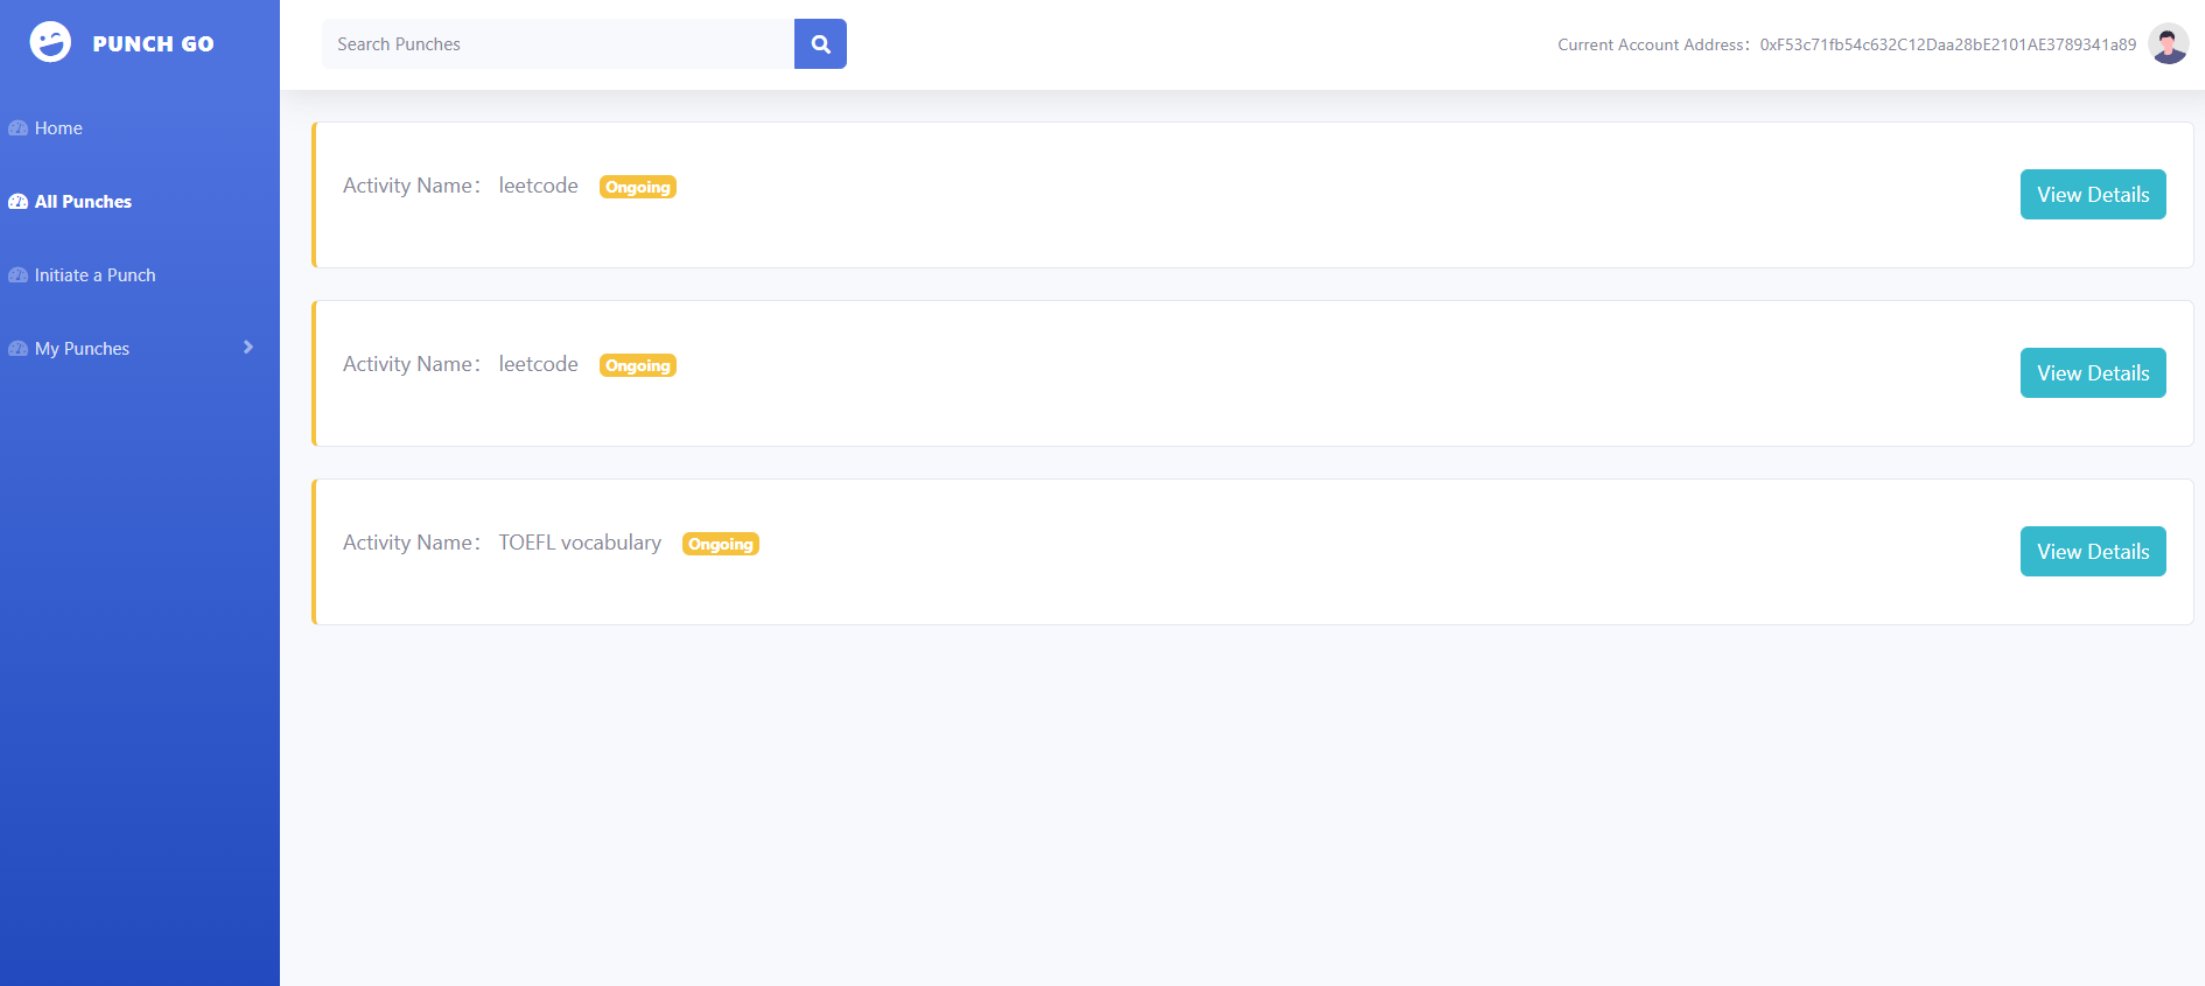 PUNCH GO
Search Punches
Current Account Address：0xF53c71fb54c632C12Daa28bE2101AE3789341a89
Home
All Punches
Initiate a Punch
My Punches
Activity Name： leetcode Ongoing
View Details
Activity Name： leetcode Ongoing
View Details
Activity Name： TOEFL vocabulary Ongoing
View Details